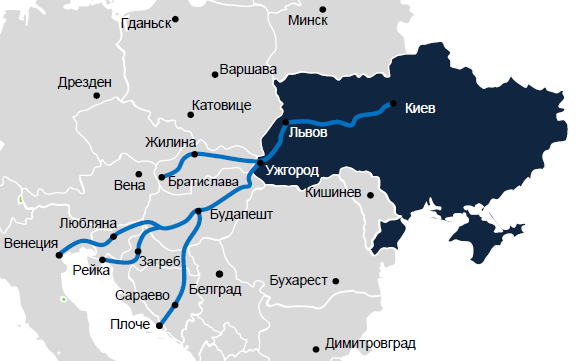 Гданьск
Минск
Варшава
Дрезден
Катовице
Киев
Львов
Жилина
Ужгород
Вена
Братислава
Кишинев
Любляна
Будапешт
Венеция
Загреб
Рейка
Белград
Бухарест
Сараево
Плоче
Димитровград